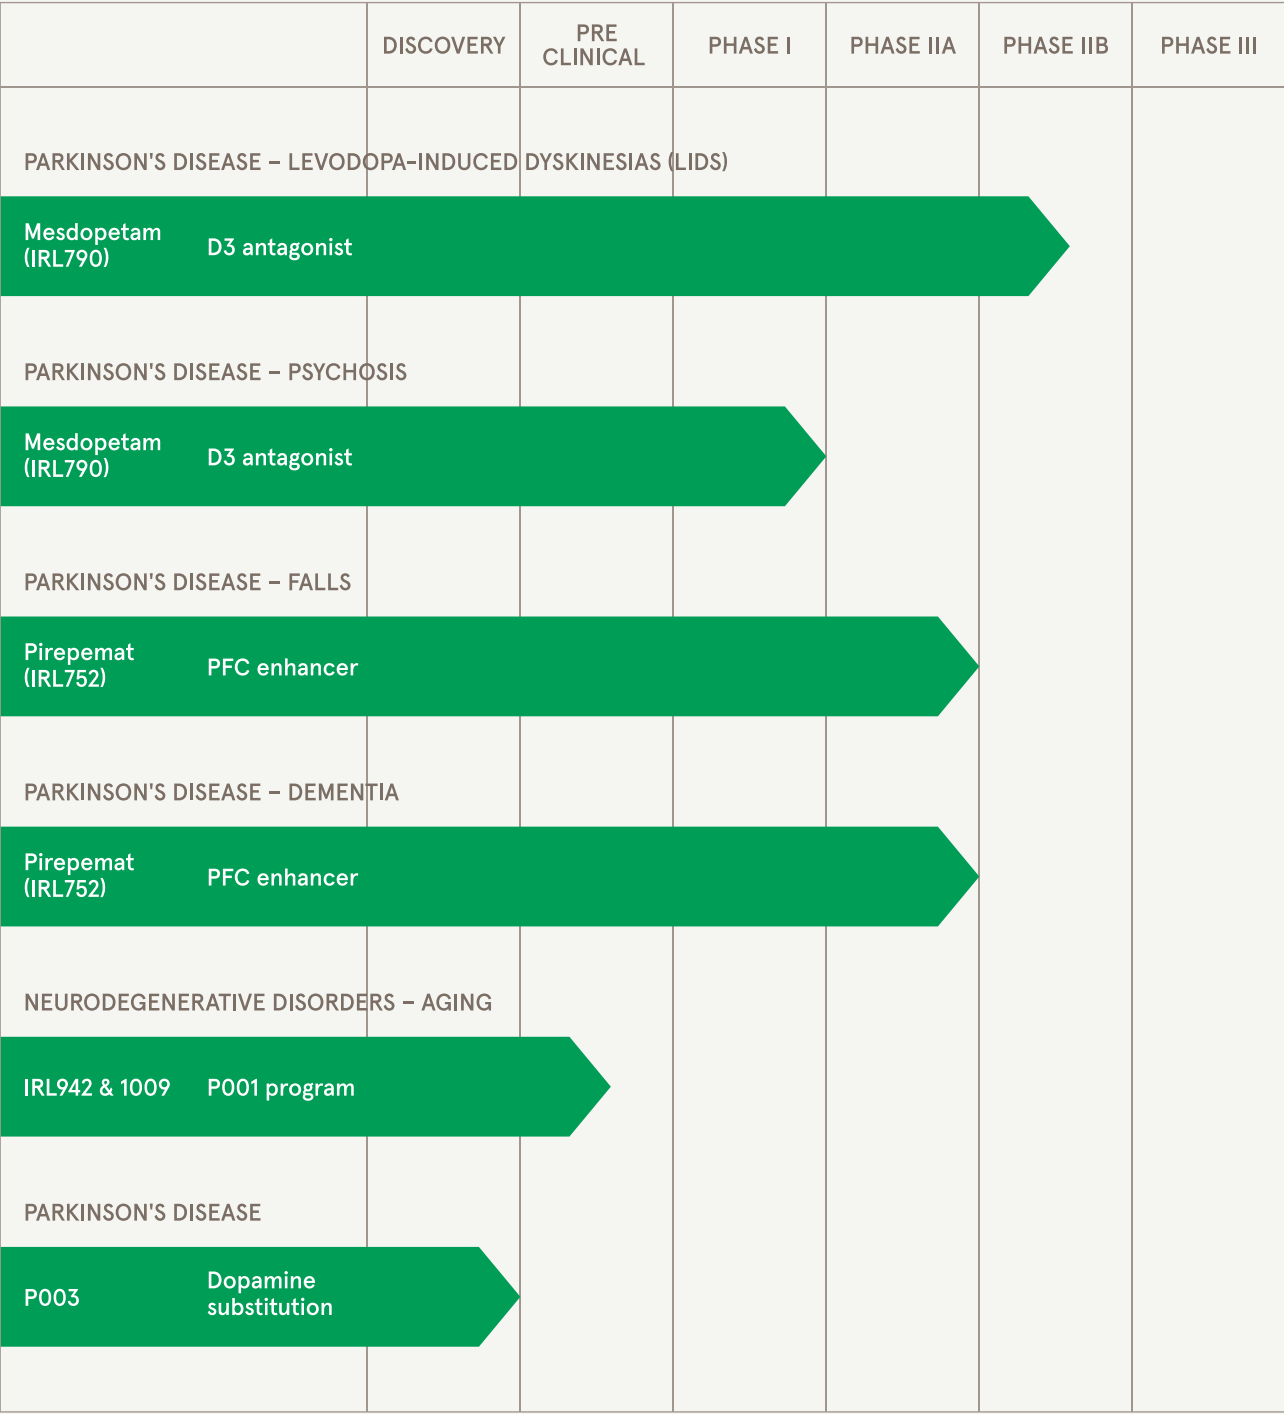 DISCOVERY
PRE
CLINICAL
PHASE I
PHASE IIA
PHASE IIB
PHASE III
PARKINSON'S DISEASE – LEVODOPA-INDUCED DYSKINESIAS (LIDS)
Mesdopetam
(IRL790)
D3 antagonist
PARKINSON'S DISEASE – PSYCHOSIS
Mesdopetam
(IRL790)
D3 antagonist
PARKINSON'S DISEASE – FALLS
Pirepemat
(IRL752)
PFC enhancer
PARKINSON'S DISEASE – DEMENTIA
Pirepemat
(IRL752)
PFC enhancer
NEURODEGENERATIVE DISORDERS – AGING
IRL942 & 1009
P001 program
PARKINSON'S DISEASE
P003
Dopamine
substitution